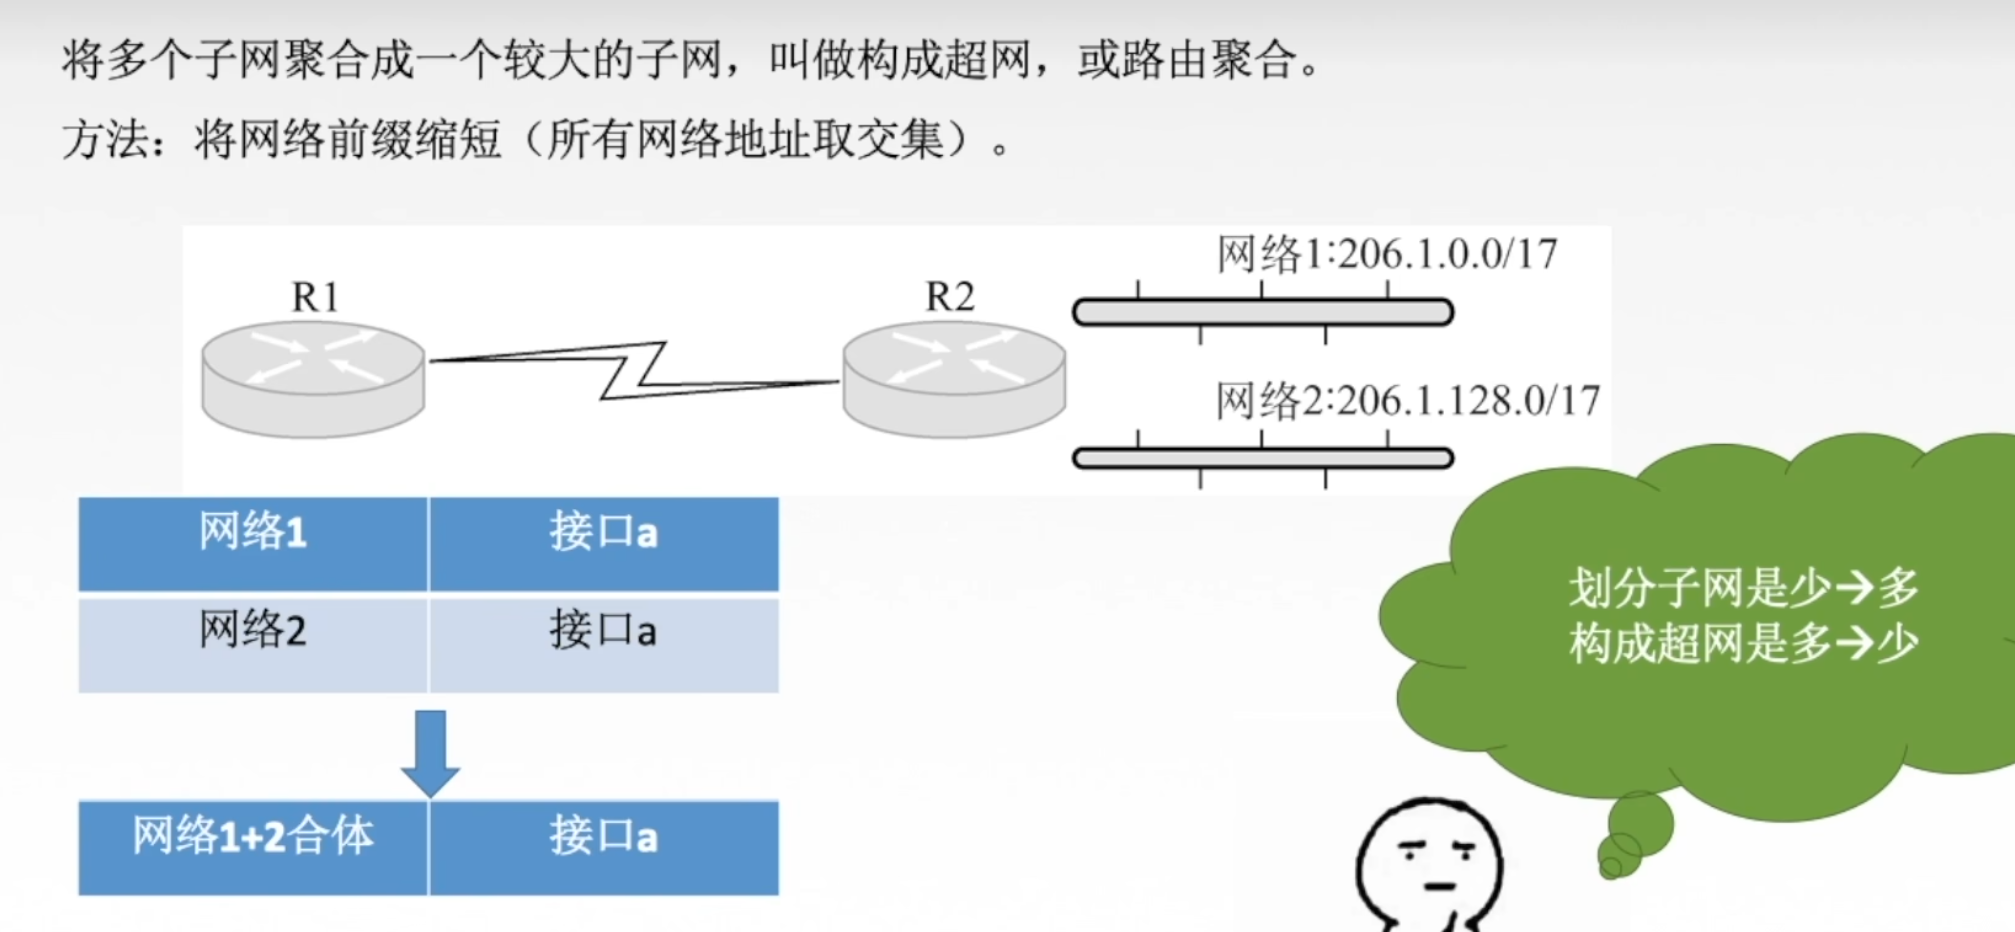 将多个子网聚合成一个较大的子网，叫做构成超网，或路由聚合。
方法：将网络前缀缩短（所有网络地址取交集）。
网络1:206.1.0.0/17
R1
R2
网络2:206.1.128.0/17
网络1 接口a
网络2 接口a
划分子网是少→多
构成超网是多→少
网络1+2合体 接口a